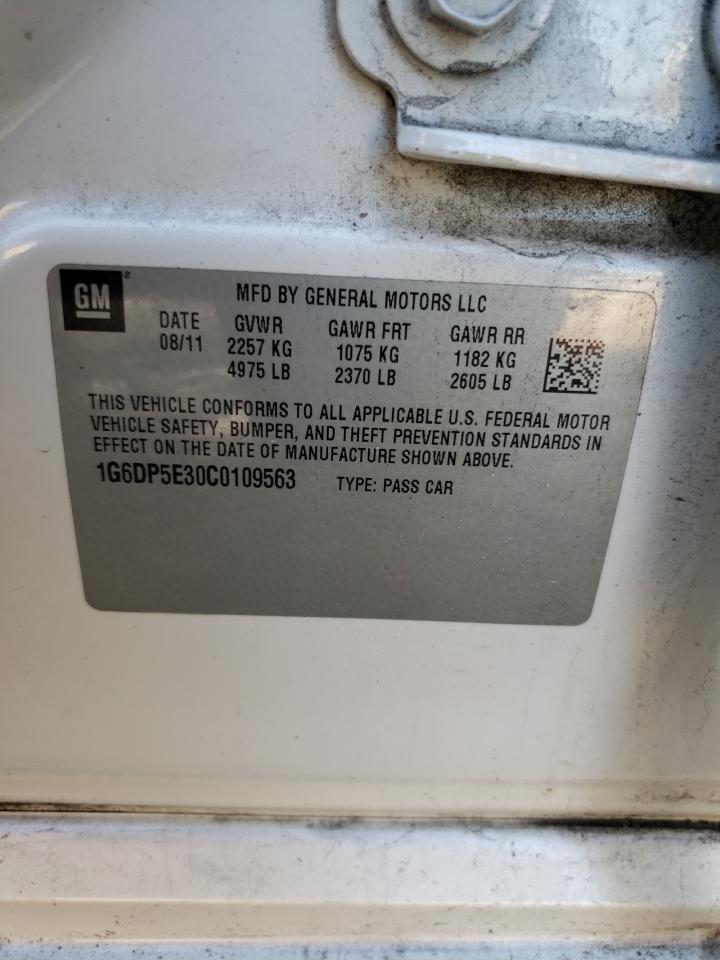 GM
MFD BY GENERAL MOTORS LLC
DATE GVWR GAWR FRT GAWR RR
08/11 2257 KG 1075 KG 1182 KG
4975 LB 2370 LB 2605 LB
THIS VEHICLE CONFORMS TO ALL APPLICABLE U.S. FEDERAL MOTOR
VEHICLE SAFETY, BUMPER, AND THEFT PREVENTION STANDARDS IN
EFFECT ON THE DATE OF MANUFACTURE SHOWN ABOVE.
1G6DP5E30C0109563 TYPE: PASS CAR